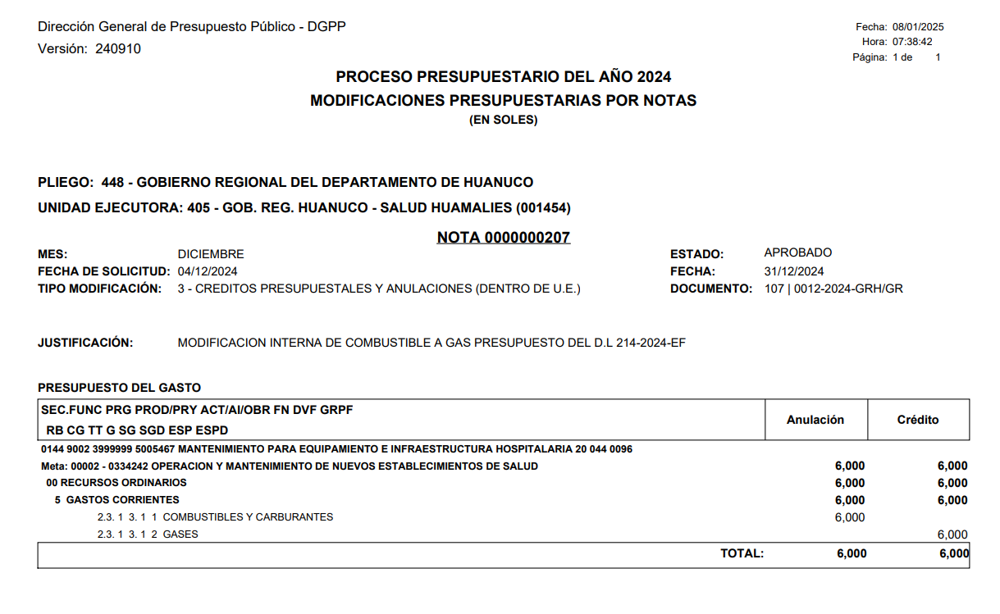 Dirección General de Presupuesto Público - DGPP
Versión: 240910
Fecha: 08/01/2025
Hora: 07:38:42
Página: 1 de 1
PROCESO PRESUPUESTARIO DEL AÑO 2024
MODIFICACIONES PRESUPUESTARIAS POR NOTAS
(EN SOLES)
PLIEGO: 448 - GOBIERNO REGIONAL DEL DEPARTAMENTO DE HUANUCO
UNIDAD EJECUTORA: 405 - GOB. REG. HUANUCO - SALUD HUAMALIES (001454)
NOTA 0000000207
MES: DICIEMBRE ESTADO: APROBADO
FECHA DE SOLICITUD: 04/12/2024 FECHA: 31/12/2024
TIPO MODIFICACIÓN: 3 - CREDITOS PRESUPUESTALES Y ANULACIONES (DENTRO DE U.E.) DOCUMENTO: 107 | 0012-2024-GRH/GR
JUSTIFICACIÓN: MODIFICACION INTERNA DE COMBUSTIBLE A GAS PRESUPUESTO DEL D.L 214-2024-EF
PRESUPUESTO DEL GASTO
SEC.FUNC PRG PROD/PRY ACT/AI/OBR FN DVF GRPF
RB CG TT G SG SGD ESP ESPD
Anulación Crédito
0144 9002 3999999 5005467 MANTENIMIENTO PARA EQUIPAMIENTO E INFRAESTRUCTURA HOSPITALARIA 20 044 0096
Meta: 00002 - 0334242 OPERACION Y MANTENIMIENTO DE NUEVOS ESTABLECIMIENTOS DE SALUD 6,000 6,000
00 RECURSOS ORDINARIOS 6,000 6,000
5 GASTOS CORRIENTES 6,000 6,000
2.3. 1 3. 1 1 COMBUSTIBLES Y CARBURANTES 6,000
2.3. 1 3. 1 2 GASES 6,000
TOTAL: 6,000 6,000